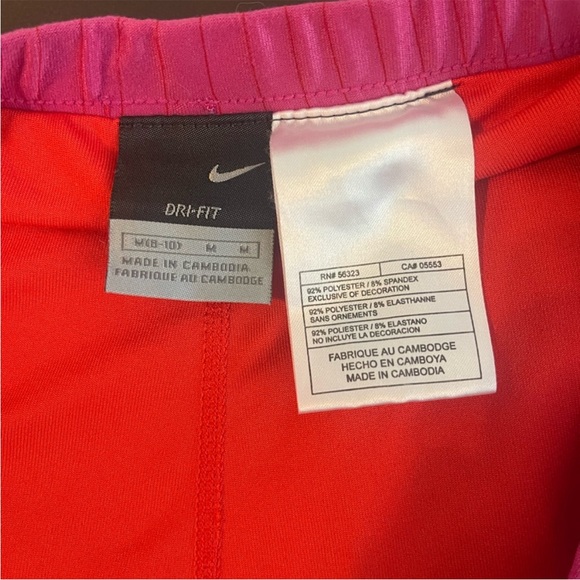 DRI-FIT
M(8-10) M M
MADE IN CAMBODIA
FABRIQUE AU CAMBODGE
RN# 56323 CA# 05553
92% POLYESTER / 8% SPANDEX
EXCLUSIVE OF DECORATION
92% POLYESTER / 8% ELASTHANNE
SANS ORNEMENTS
92% POLIESTER / 8% ELASTANO
NO INCLUYE LA DECORACION
FABRIQUE AU CAMBODGE
HECHO EN CAMBOYA
MADE IN CAMBODIA